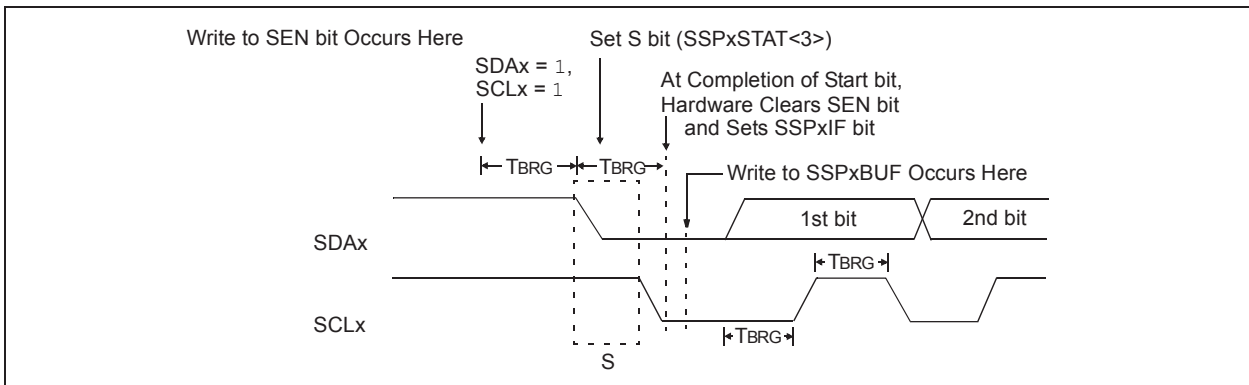 Write to SEN bit Occurs Here
Set S bit (SSPxSTAT<3>)
SDAx = 1,
SCLx = 1
At Completion of Start bit,
Hardware Clears SEN bit
and Sets SSPxIF bit
TBRG
TBRG
Write to SSPxBUF Occurs Here
1st bit
2nd bit
SDAx
TBRG
SCLx
TBRG
S